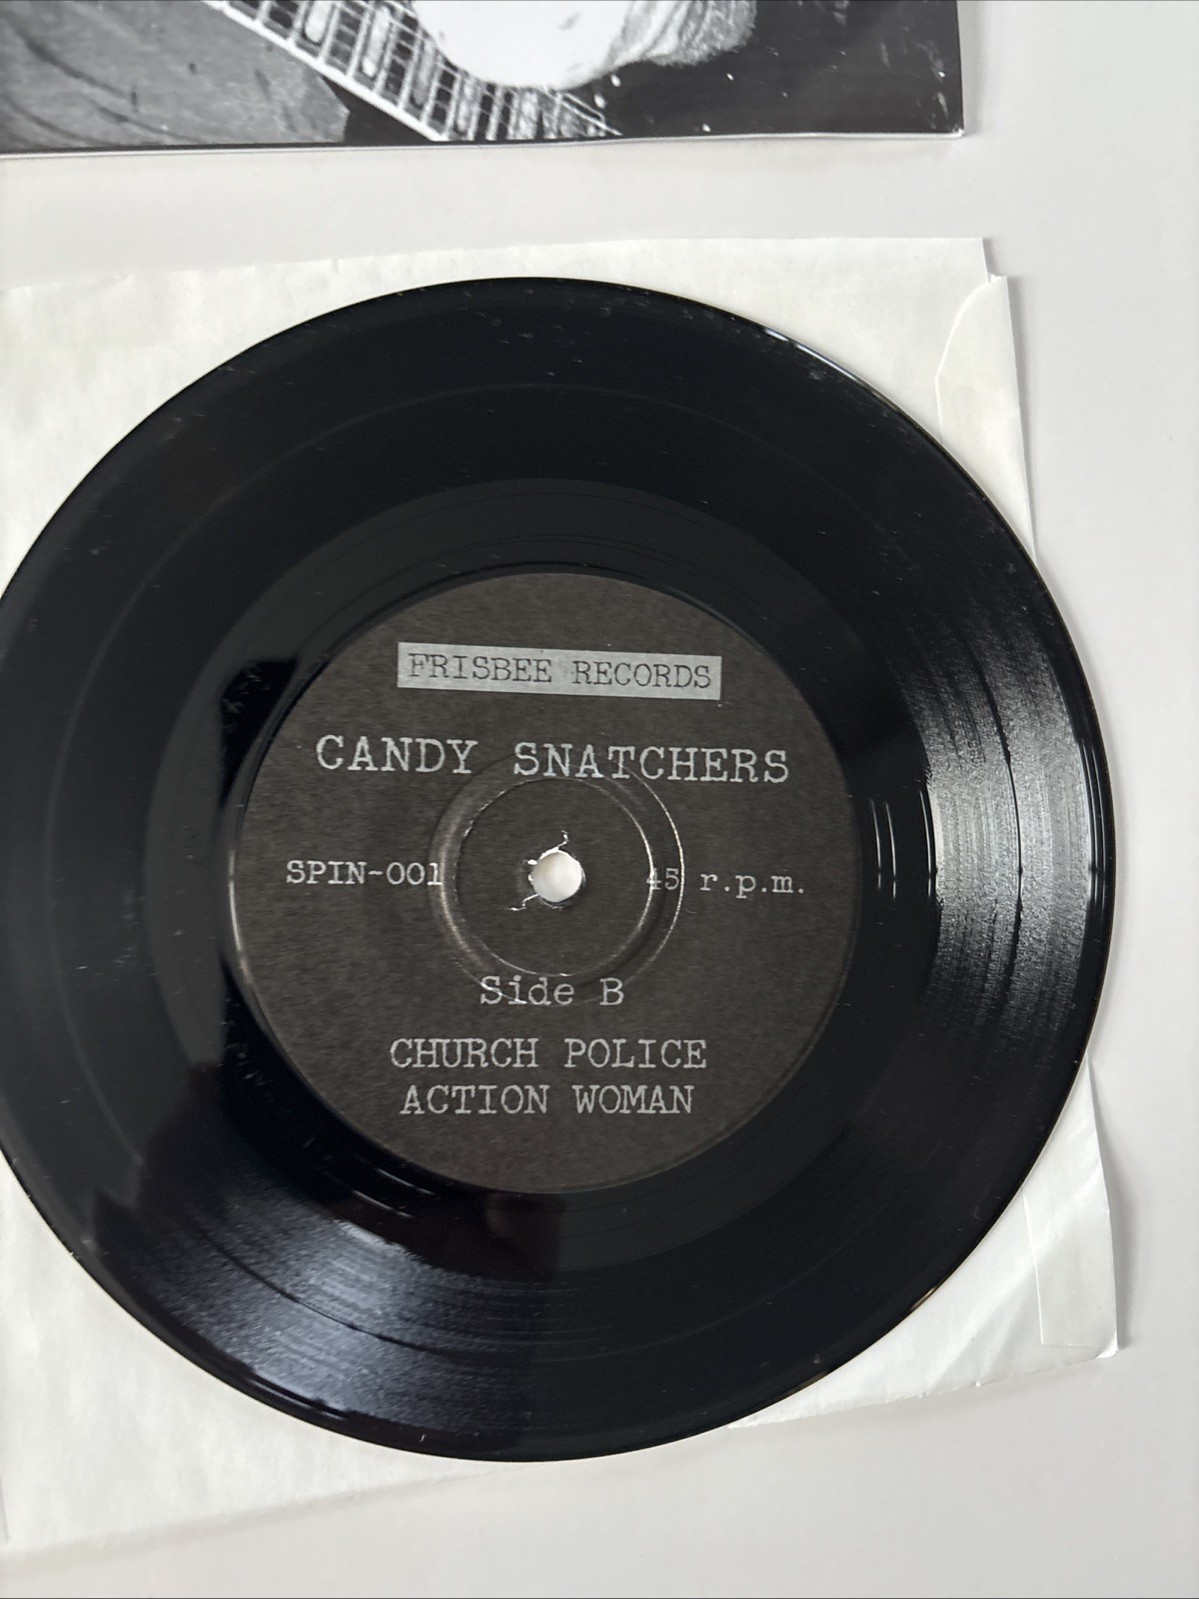 FRISBEE RECORDS
CANDY SNATCHERS
SPIN-001
45 r.p.m.
Side B
CHURCH POLICE
ACTION WOMAN